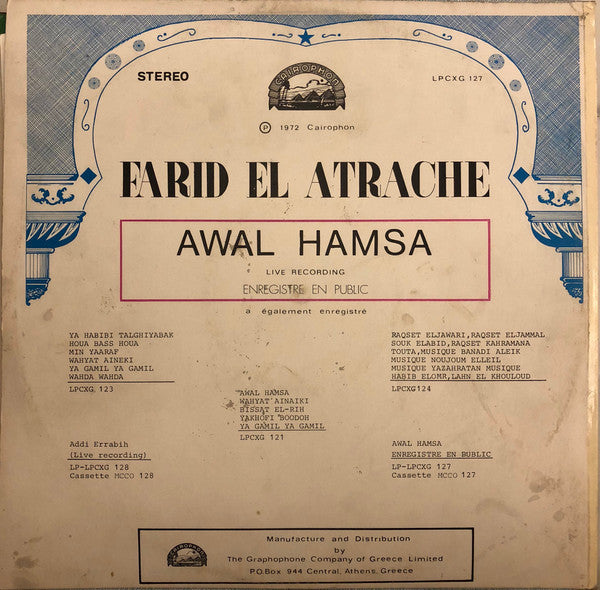 STEREO
CAIROPHON
LPCXG 127
Ⓟ 1972 Cairophon
FARID EL ATRACHE
AWAL HAMSA
LIVE RECORDING
ENREGISTRE EN PUBLIC
a également enregistré
YA HABIBI TALGHIYABAK
HOUA BASS HOUA
MIN YAARAF
WAHYAT AINEKI
YA GAMIL YA GAMIL
WAHDA WAHDA
LPCXG. 123
RAQSET ELJAWARI,RAQSET ELJAMMAL
SOUK ELABID,RAQSET KAHRAMANA
TOUTA,MUSIQUE BANADI ALEIK
MUSIQUE NOUJOUM ELLEIL
MUSIQUE YAZAHRATAN MUSIQUE
HABIB ELOMR,LAHN EL KHOULOUD
LPCXG124
AWAL HAMSA
WAHYAT AINAIKI
BISSAT EL-RIH
YAKHOFI BOODOH
YA GAMIL YA GAMIL
LPCXG 121
Addi Errabih
(Live recording)
LP-LPCXG 128
Cassette MCCO 128
AWAL HAMSA
ENREGISTRE EN PUBLIC
LP-LPCXG 127
Cassette MCCO 127
CAIROPHON
Manufacture and Distribution
by
The Graphophone Company of Greece Limited
P.O.Box 944 Central, Athens, Greece